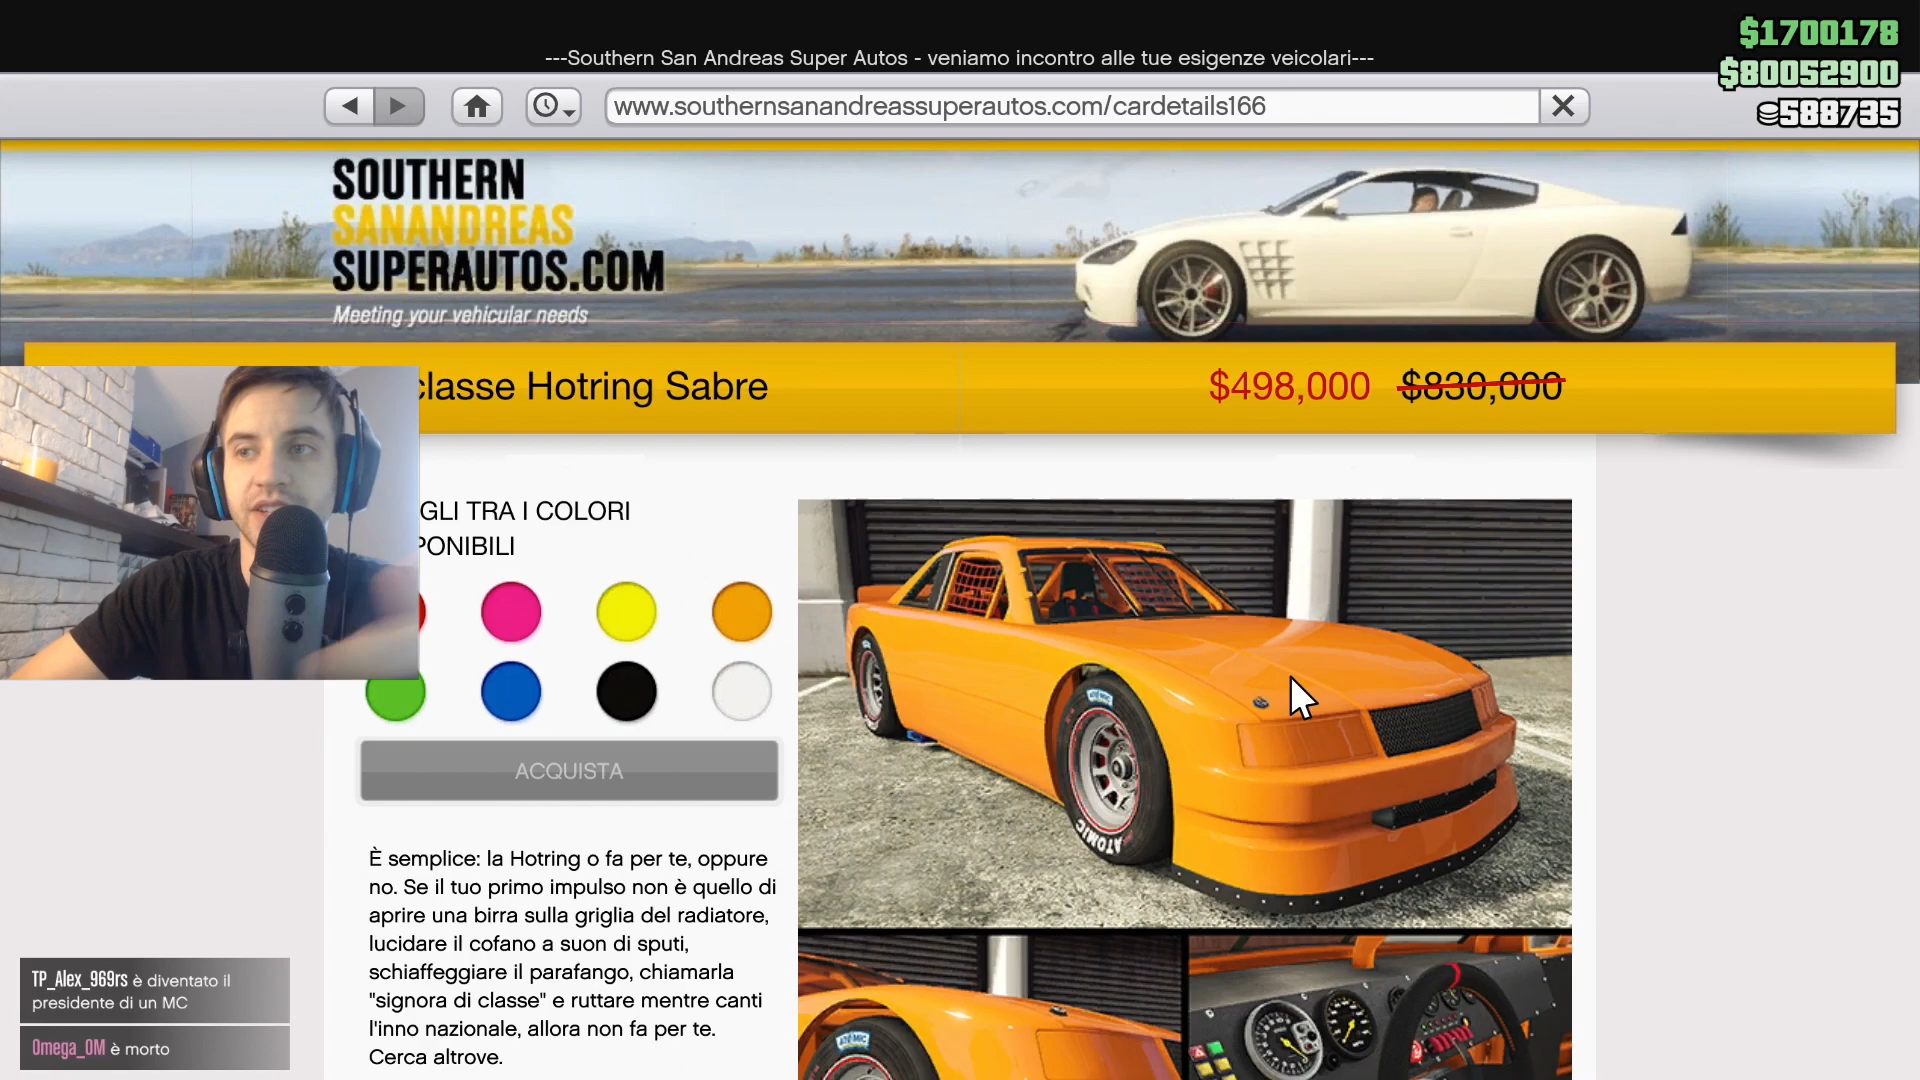 ---Southern San Andreas Super Autos - veniamo incontro alle tue esigenze veicolari---
$1700178
$80052900
588735
www.southernsanandreassuperautos.com/cardetails166
SOUTHERN
SANANDREAS
SUPERAUTOS.COM
Meeting your vehicular needs
classe Hotring Sabre
$498,000 $830,000
GLI TRA I COLORI
PONIBILI
ACQUISTA
È semplice: la Hotring o fa per te, oppure
no. Se il tuo primo impulso non è quello di
aprire una birra sulla griglia del radiatore,
lucidare il cofano a suon di sputi,
schiaffeggiare il parafango, chiamarla
"signora di classe" e ruttare mentre canti
l'inno nazionale, allora non fa per te.
Cerca altrove.
ATOMIC
ATOMIC
ATOMIC
TP_Alex_969rs è diventato il
presidente di un MC
Omega_OM è morto